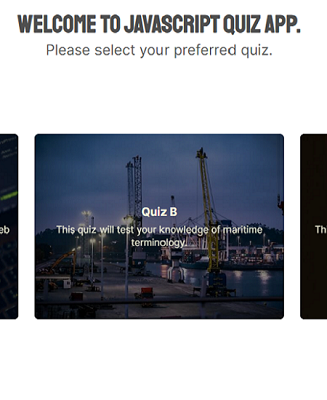 WELCOME TO JAVASCRIPT QUIZ APP.
Please select your preferred quiz.
Quiz B
This quiz will test your knowledge of maritime
terminology.
eb
Th